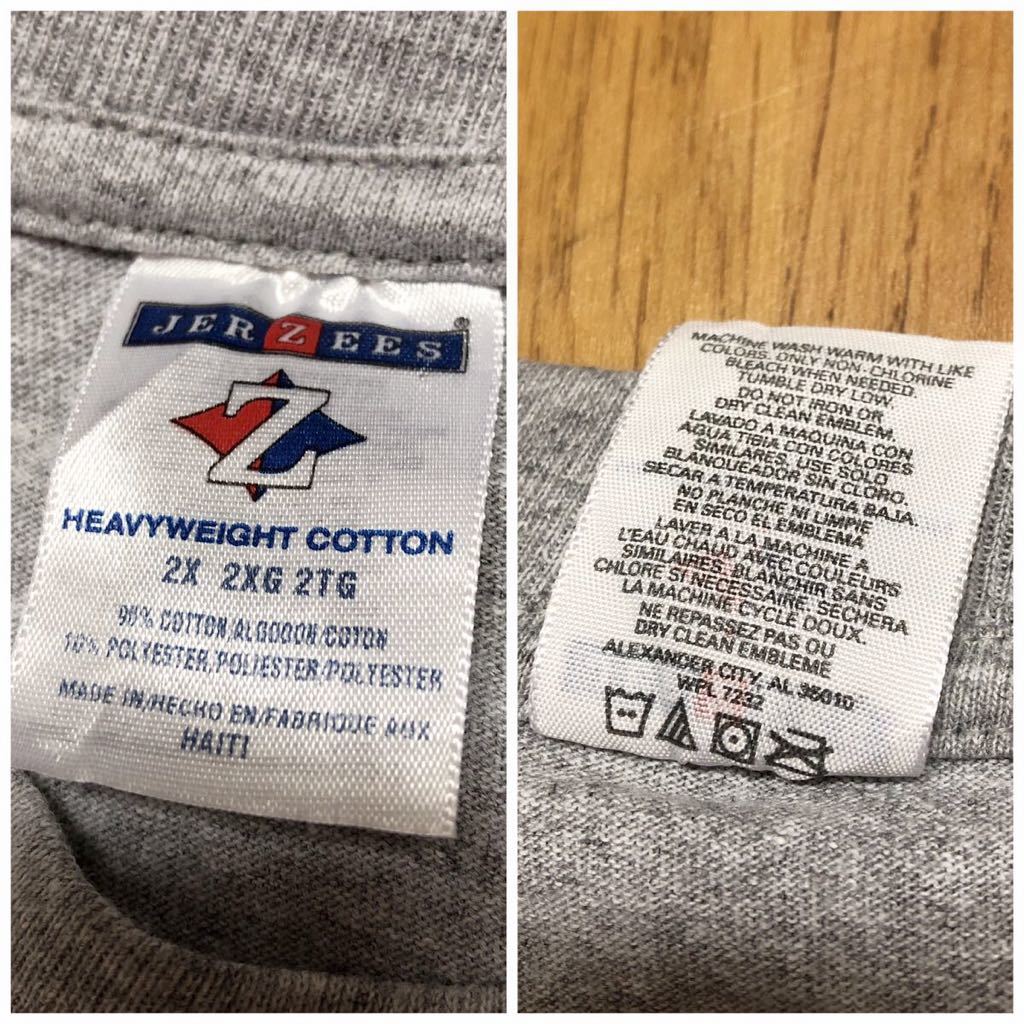 JERZEES®
Z
HEAVYWEIGHT COTTON
2X 2XG 2TG
90% COTTON,ALGODON/COTON
10% POLYESTER,POLIESTER/POLYESTER
MADE IN/HECHO EN/FABRIQUE AUX
HAITI
MACHINE WASH WARM WITH LIKE
COLORS. ONLY NON-CHLORINE
BLEACH WHEN NEEDED.
TUMBLE DRY LOW.
DO NOT IRON OR
DRY CLEAN EMBLEM.
LAVADO A MAQUINA CON
AGUA TIBIA CON COLORES
SIMILARES, USE SOLO
BLANQUEADOR SIN CLORO.
SECAR A TEMPERATURA BAJA.
NO PLANCHE NI LIMPIE
EN SECO EL EMBLEMA
LAVER A LA MACHINE A
L'EAU CHAUD AVEC COULEURS
SIMILAIRES, BLANCHIR SANS
CHLORE SI NECESSAIRE. SECHERA
LA MACHINE CYCLE DOUX.
NE REPASSEZ PAS OU
DRY CLEAN EMBLEME
ALEXANDER CITY, AL 35010
WPL 7232